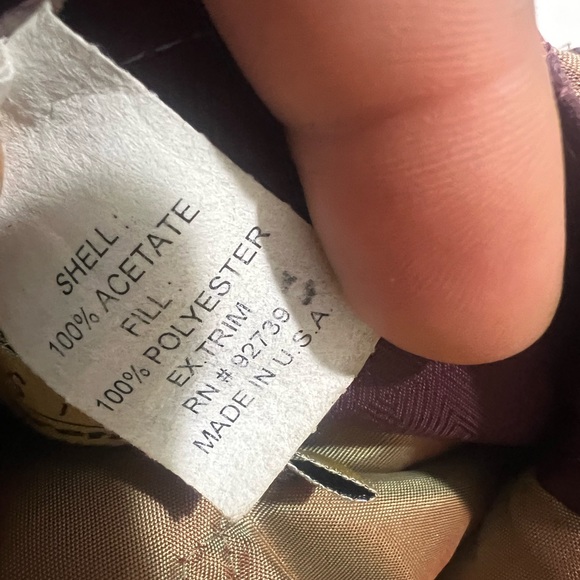 SHELL :
100% ACETATE
FILL :
100% POLYESTER
EX.TRIM
RN # 92739
MADE IN U.S.A